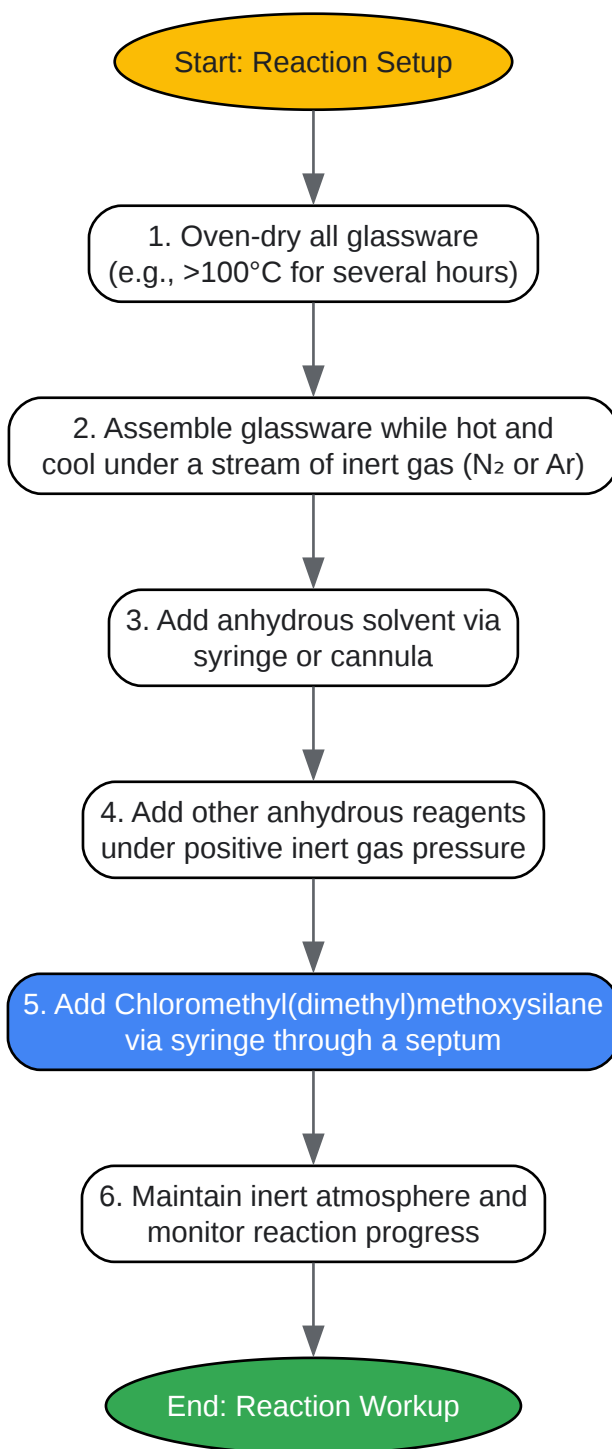 Start: Reaction Setup
1. Oven-dry all glassware
(e.g., >100°C for several hours)
2. Assemble glassware while hot and
cool under a stream of inert gas (N₂ or Ar)
3. Add anhydrous solvent via
syringe or cannula
4. Add other anhydrous reagents
under positive inert gas pressure
5. Add Chloromethyl(dimethyl)methoxysilane
via syringe through a septum
6. Maintain inert atmosphere and
monitor reaction progress
End: Reaction Workup